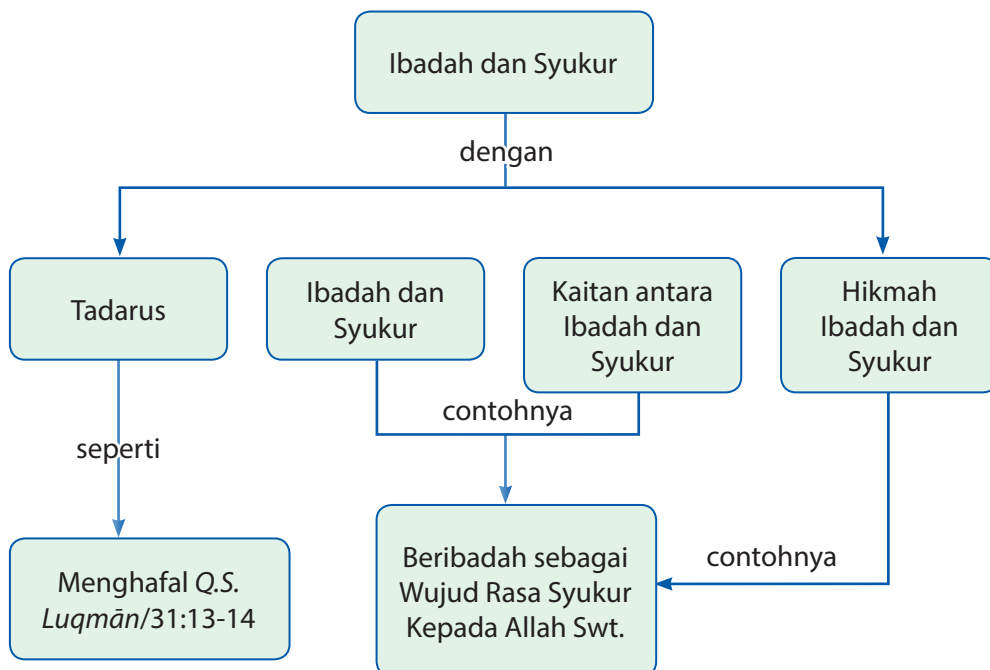 Ibadah dan Syukur
dengan
Tadarus
Ibadah dan
Syukur
Kaitan antara
Ibadah dan
Syukur
Hikmah
Ibadah dan
Syukur
seperti
contohnya
Menghafal Q.S.
Luqmān/31:13-14
Beribadah sebagai
Wujud Rasa Syukur
Kepada Allah Swt.
contohnya